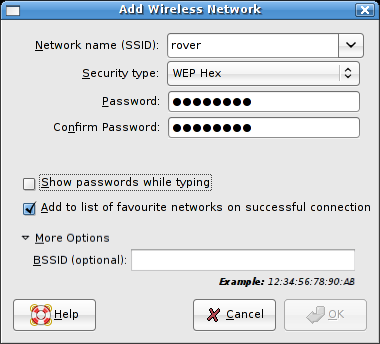 Add Wireless Network
Network name (SSID): rover
Security type: WEP Hex
Password: ●●●●●●●●
Confirm Password: ●●●●●●●●
Show passwords while typing
Add to list of favourite networks on successful connection
More Options
BSSID (optional):
Example: 12:34:56:78:90:AB
Help Cancel OK